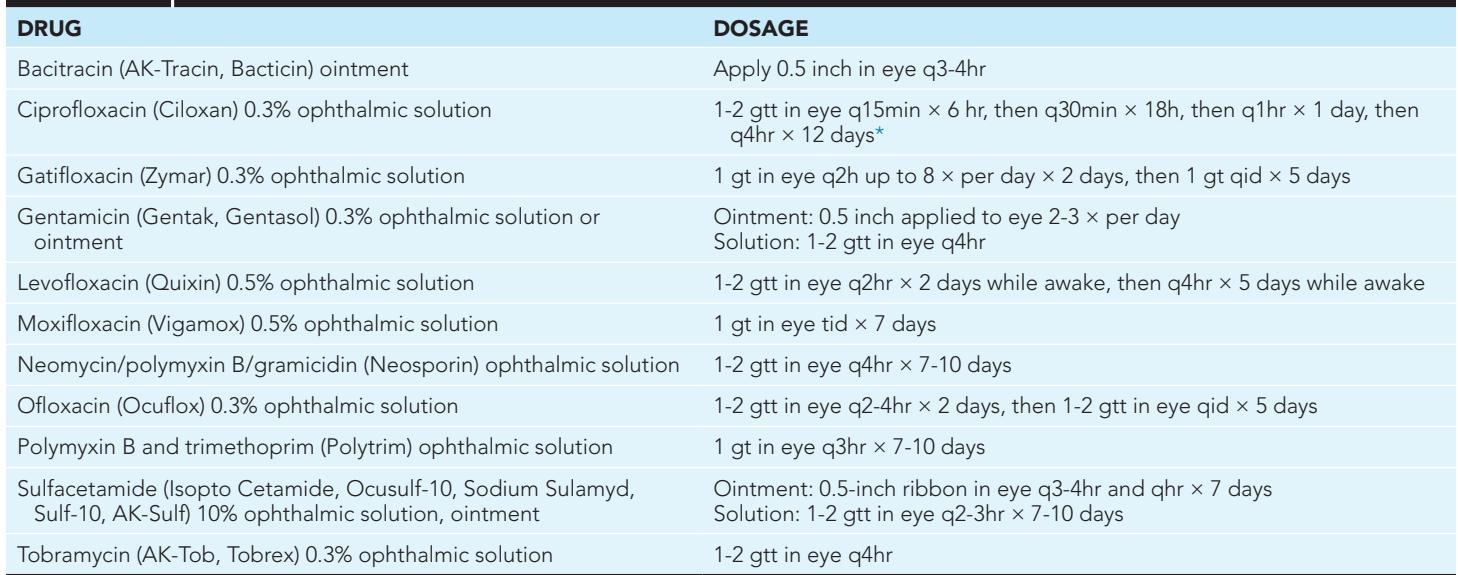 DRUG DOSAGE
Bacitracin (AK-Tracin, Bacticin) ointment Apply 0.5 inch in eye q3-4hr
Ciprofloxacin (Ciloxan) 0.3% ophthalmic solution 1-2 gtt in eye q15min × 6 hr, then q30min × 18h, then q1hr × 1 day, then
q4hr × 12 days*
Gatifloxacin (Zymar) 0.3% ophthalmic solution 1 gt in eye q2h up to 8 × per day × 2 days, then 1 gt qid × 5 days
Gentamicin (Gentak, Gentasol) 0.3% ophthalmic solution or Ointment: 0.5 inch applied to eye 2-3 × per day
ointment Solution: 1-2 gtt in eye q4hr
Levofloxacin (Quixin) 0.5% ophthalmic solution 1-2 gtt in eye q2hr × 2 days while awake, then q4hr × 5 days while awake
Moxifloxacin (Vigamox) 0.5% ophthalmic solution 1 gt in eye tid × 7 days
Neomycin/polymyxin B/gramicidin (Neosporin) ophthalmic solution 1-2 gtt in eye q4hr × 7-10 days
Ofloxacin (Ocuflox) 0.3% ophthalmic solution 1-2 gtt in eye q2-4hr × 2 days, then 1-2 gtt in eye qid × 5 days
Polymyxin B and trimethoprim (Polytrim) ophthalmic solution 1 gt in eye q3hr × 7-10 days
Sulfacetamide (Isopto Cetamide, Ocusulf-10, Sodium Sulamyd, Ointment: 0.5-inch ribbon in eye q3-4hr and qhr × 7 days
Sulf-10, AK-Sulf) 10% ophthalmic solution, ointment Solution: 1-2 gtt in eye q2-3hr × 7-10 days
Tobramycin (AK-Tob, Tobrex) 0.3% ophthalmic solution 1-2 gtt in eye q4hr